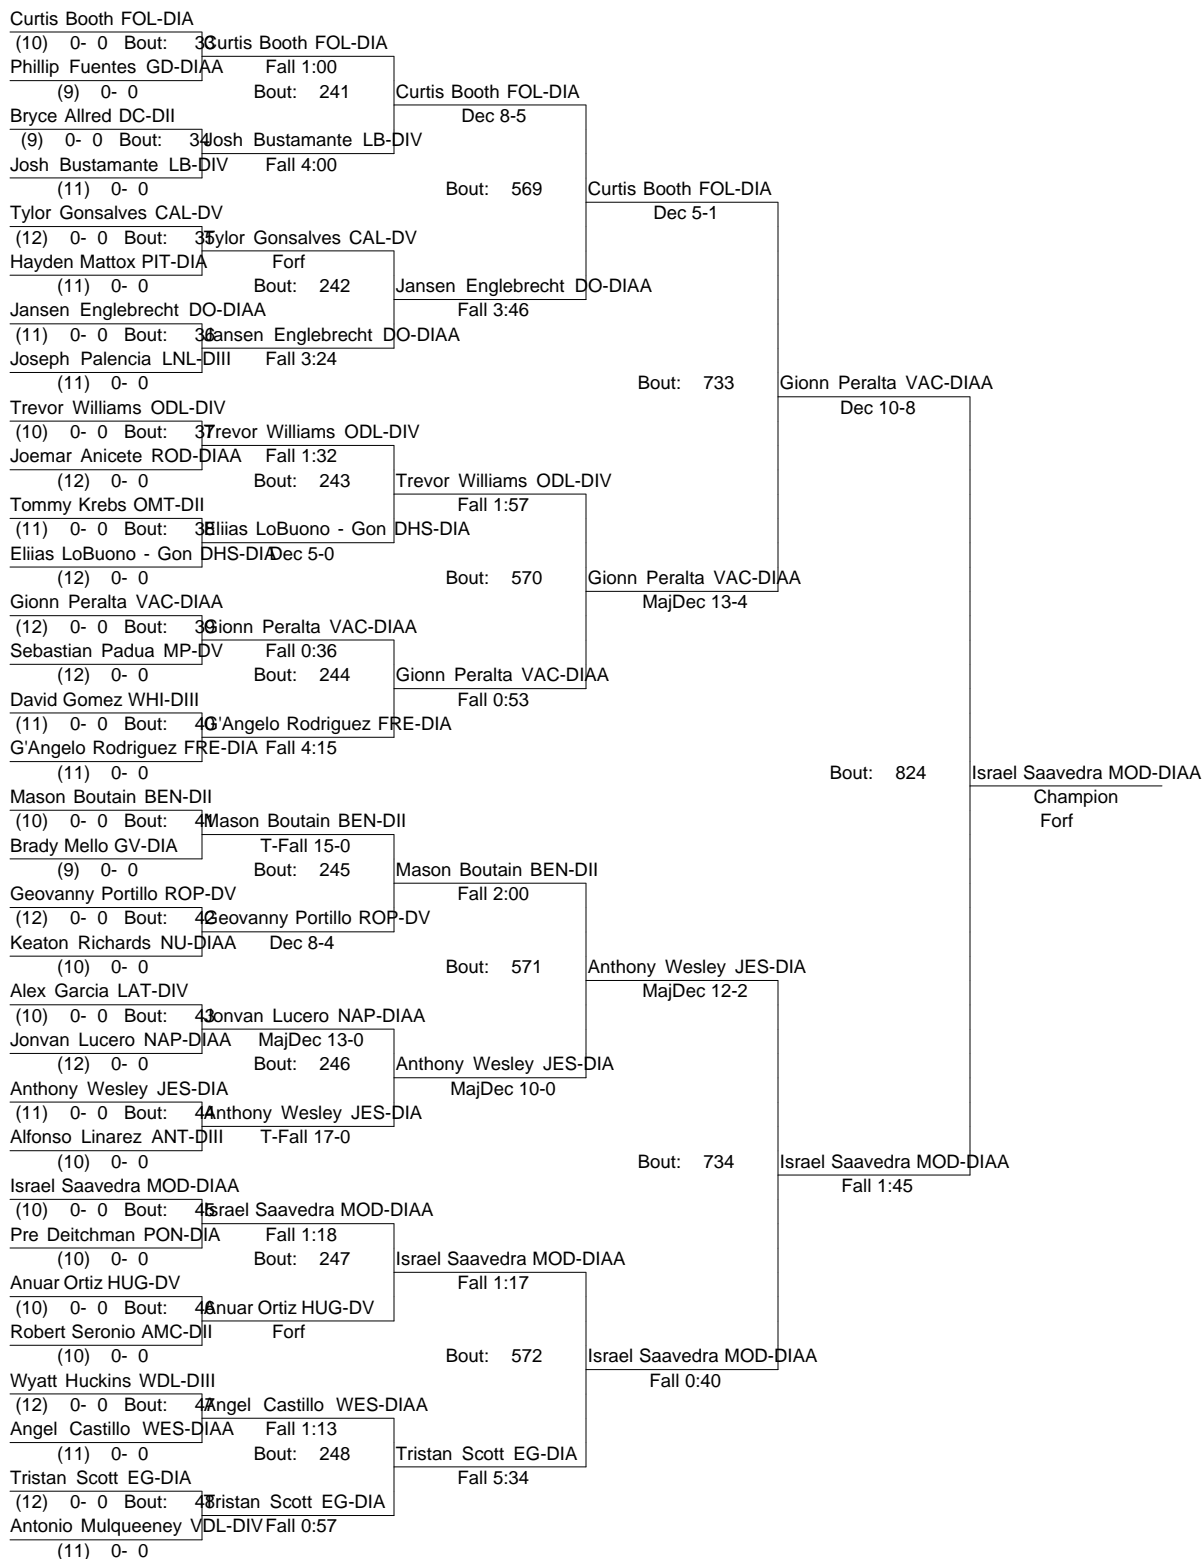 Curtis Booth FOL-DIA
(10) 0- 0 Bout: 33 Curtis Booth FOL-DIA
Phillip Fuentes GD-DIAA Fall 1:00
(9) 0- 0 Bout: 241 Curtis Booth FOL-DIA
Bryce Allred DC-DII Dec 8-5
(9) 0- 0 Bout: 34 Josh Bustamante LB-DIV
Josh Bustamante LB-DIV Fall 4:00
(11) 0- 0 Bout: 569 Curtis Booth FOL-DIA
Tylor Gonsalves CAL-DV Dec 5-1
(12) 0- 0 Bout: 35 Tylor Gonsalves CAL-DV
Hayden Mattox PIT-DIA Forf
(11) 0- 0 Bout: 242 Jansen Englebrecht DO-DIAA
Jansen Englebrecht DO-DIAA Fall 3:46
(11) 0- 0 Bout: 36 Jansen Englebrecht DO-DIAA
Joseph Palencia LNL-DIII Fall 3:24
(11) 0- 0 Bout: 733 Gionn Peralta VAC-DIAA
Trevor Williams ODL-DIV Dec 10-8
(10) 0- 0 Bout: 37 Trevor Williams ODL-DIV
Joemar Anicete ROD-DIAA Fall 1:32
(12) 0- 0 Bout: 243 Trevor Williams ODL-DIV
Tommy Krebs OMT-DII Fall 1:57
(11) 0- 0 Bout: 38 Eliias LoBuono - Gon DHS-DIA
Eliias LoBuono - Gon DHS-DIA Dec 5-0
(12) 0- 0 Bout: 570 Gionn Peralta VAC-DIAA
Gionn Peralta VAC-DIAA MajDec 13-4
(12) 0- 0 Bout: 39 Gionn Peralta VAC-DIAA
Sebastian Padua MP-DV Fall 0:36
(12) 0- 0 Bout: 244 Gionn Peralta VAC-DIAA
David Gomez WHI-DIII Fall 0:53
(11) 0- 0 Bout: 40 G'Angelo Rodriguez FRE-DIA
G'Angelo Rodriguez FRE-DIA Fall 4:15
(11) 0- 0 Bout: 824 Israel Saavedra MOD-DIAA
Mason Boutain BEN-DII Champion
(10) 0- 0 Bout: 41 Mason Boutain BEN-DII Forf
Brady Mello GV-DIA T-Fall 15-0
(9) 0- 0 Bout: 245 Mason Boutain BEN-DII
Geovanny Portillo ROP-DV Fall 2:00
(12) 0- 0 Bout: 42 Geovanny Portillo ROP-DV
Keaton Richards NU-DIAA Dec 8-4
(10) 0- 0 Bout: 571 Anthony Wesley JES-DIA
Alex Garcia LAT-DIV MajDec 12-2
(10) 0- 0 Bout: 43 Jonvan Lucero NAP-DIAA
Jonvan Lucero NAP-DIAA MajDec 13-0
(12) 0- 0 Bout: 246 Anthony Wesley JES-DIA
Anthony Wesley JES-DIA MajDec 10-0
(11) 0- 0 Bout: 44 Anthony Wesley JES-DIA
Alfonso Linarez ANT-DIII T-Fall 17-0
(10) 0- 0 Bout: 734 Israel Saavedra MOD-DIAA
Israel Saavedra MOD-DIAA Fall 1:45
(10) 0- 0 Bout: 45 Israel Saavedra MOD-DIAA
Pre Deitchman PON-DIA Fall 1:18
(10) 0- 0 Bout: 247 Israel Saavedra MOD-DIAA
Anuar Ortiz HUG-DV Fall 1:17
(10) 0- 0 Bout: 46 Anuar Ortiz HUG-DV
Robert Seronio AMC-DII Forf
(10) 0- 0 Bout: 572 Israel Saavedra MOD-DIAA
Wyatt Huckins WDL-DIII Fall 0:40
(12) 0- 0 Bout: 47 Angel Castillo WES-DIAA
Angel Castillo WES-DIAA Fall 1:13
(11) 0- 0 Bout: 248 Tristan Scott EG-DIA
Tristan Scott EG-DIA Fall 5:34
(12) 0- 0 Bout: 48 Tristan Scott EG-DIA
Antonio Mulqueeney VDL-DIV Fall 0:57
(11) 0- 0